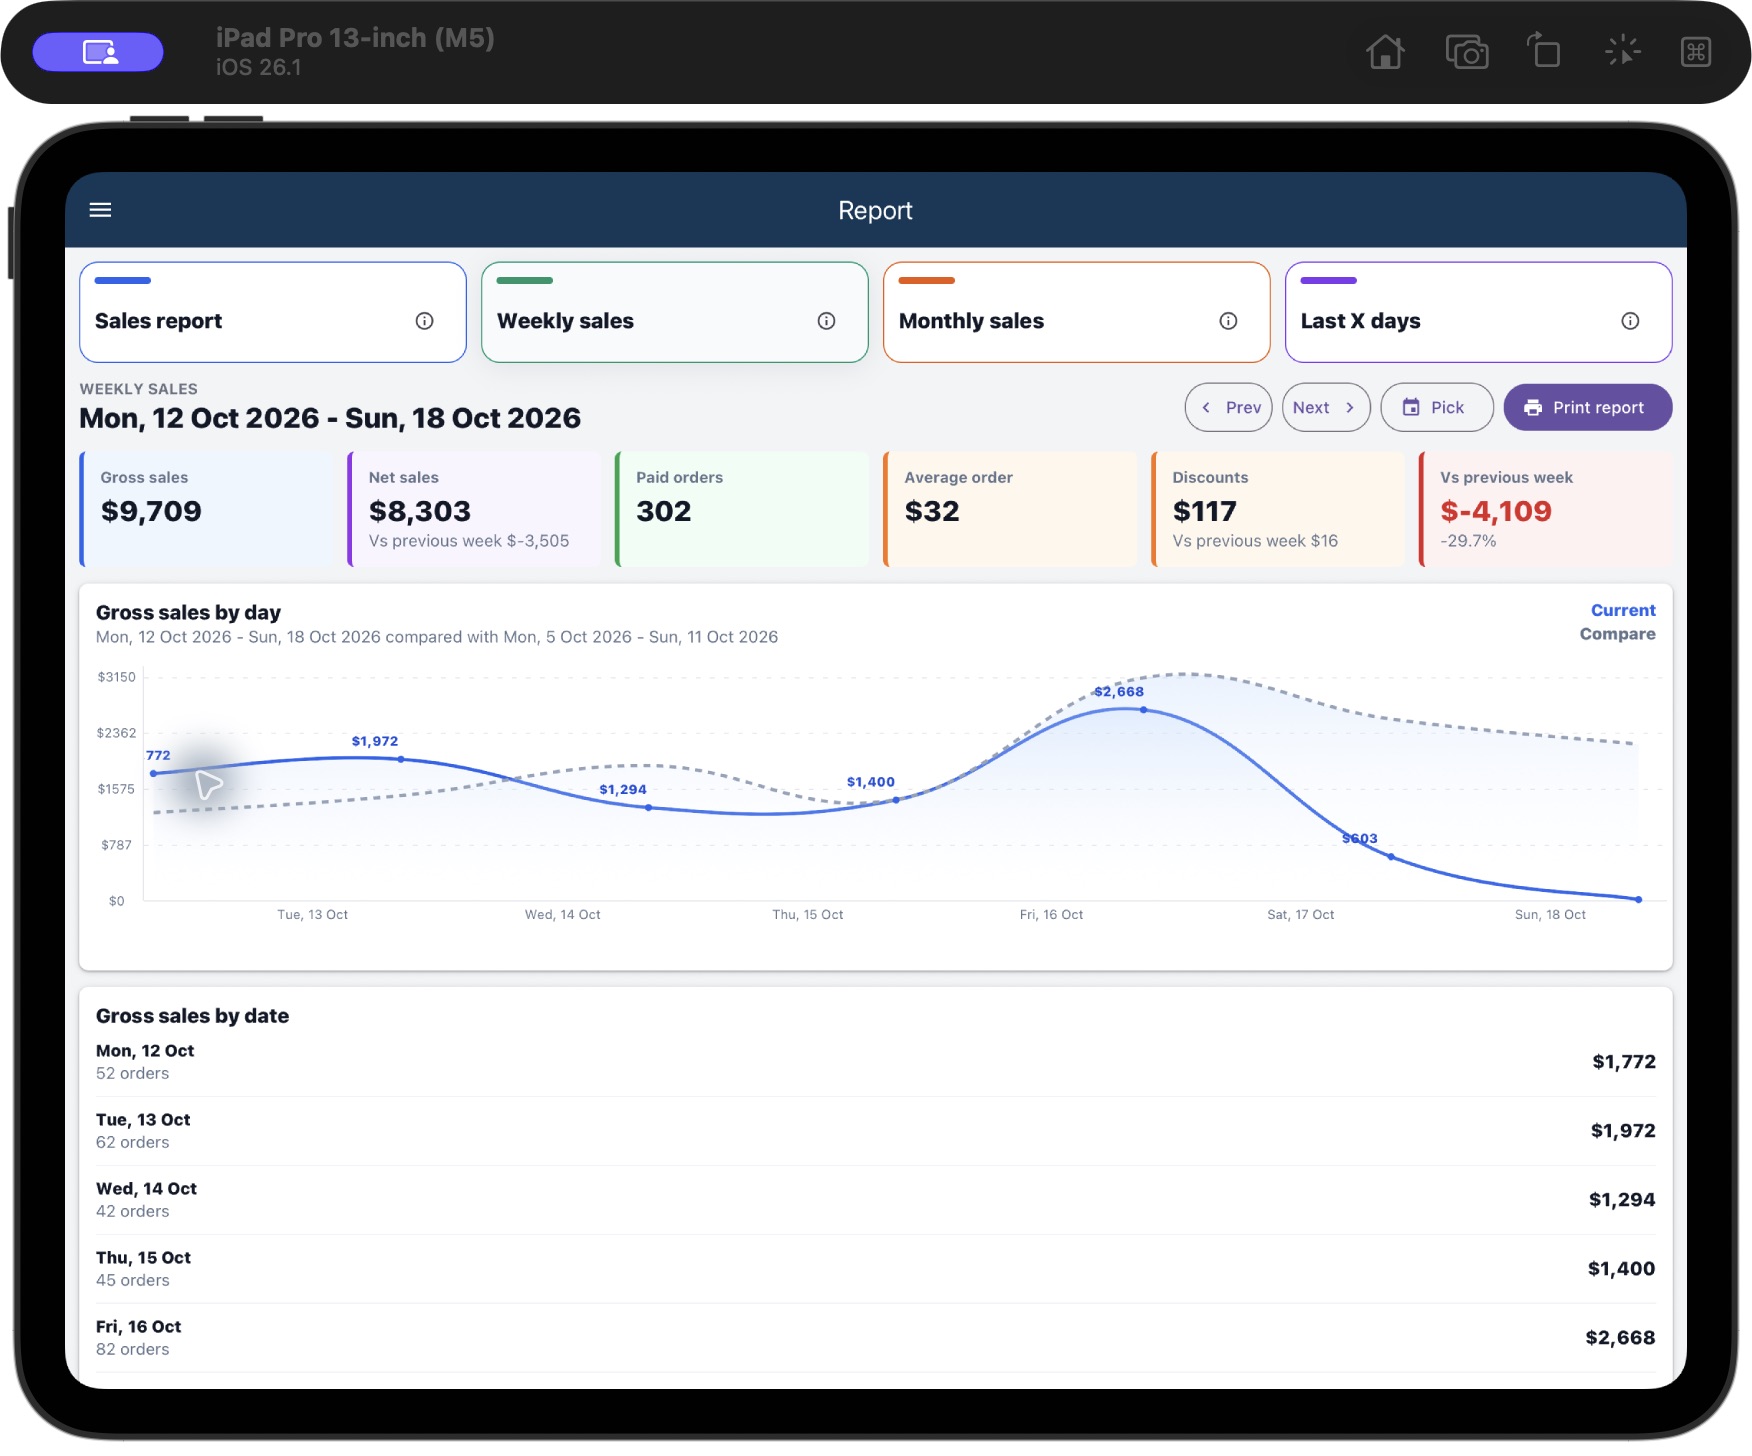 iPad Pro 13-inch (M5)
iOS 26.1
Report
Sales report
Weekly sales
Monthly sales
Last X days
WEEKLY SALES
Mon, 12 Oct 2026 - Sun, 18 Oct 2026
Prev
Next
Pick
Print report
Gross sales
$9,709
Net sales
$8,303
Vs previous week $-3,505
Paid orders
302
Average order
$32
Discounts
$117
Vs previous week $16
Vs previous week
$-4,109
-29.7%
Gross sales by day
Mon, 12 Oct 2026 - Sun, 18 Oct 2026 compared with Mon, 5 Oct 2026 - Sun, 11 Oct 2026
Current
Compare
$3150
$2362
$1575
$787
$0
772
$1,972
$1,294
$1,400
$2,668
$603
Tue, 13 Oct
Wed, 14 Oct
Thu, 15 Oct
Fri, 16 Oct
Sat, 17 Oct
Sun, 18 Oct
Gross sales by date
Mon, 12 Oct
52 orders
$1,772
Tue, 13 Oct
62 orders
$1,972
Wed, 14 Oct
42 orders
$1,294
Thu, 15 Oct
45 orders
$1,400
Fri, 16 Oct
82 orders
$2,668